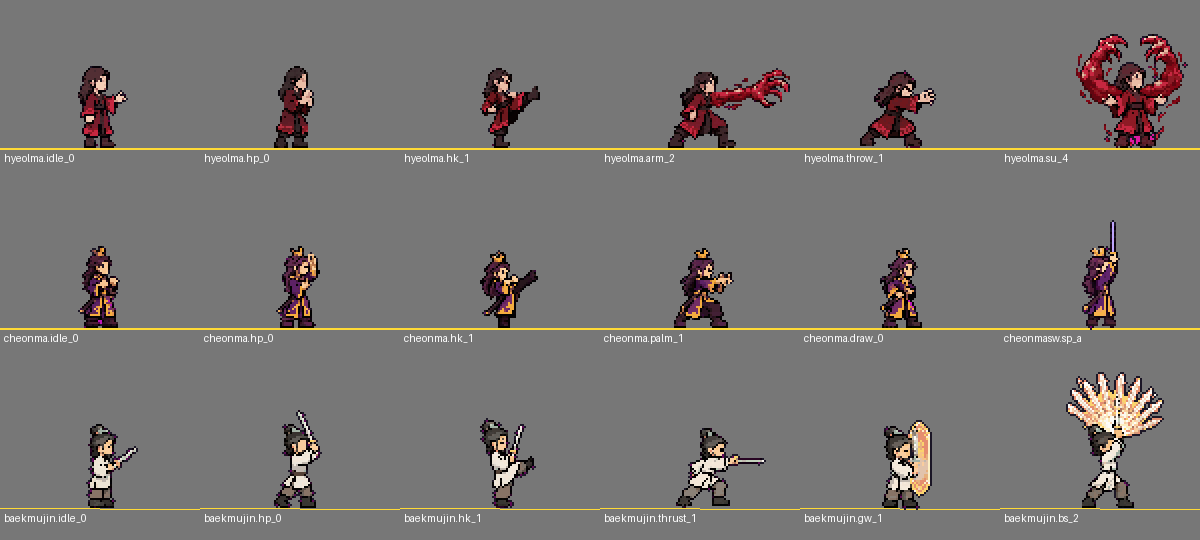 hyeolma.idle_0 hyeolma.hp_0 hyeolma.hk_1 hyeolma.arm_2 hyeolma.throw_1 hyeolma.su_4
cheonma.idle_0 cheonma.hp_0 cheonma.hk_1 cheonma.palm_1 cheonma.draw_0 cheonmasw.sp_a
baekmujin.idle_0 baekmujin.hp_0 baekmujin.hk_1 baekmujin.thrust_1 baekmujin.gw_1 baekmujin.bs_2